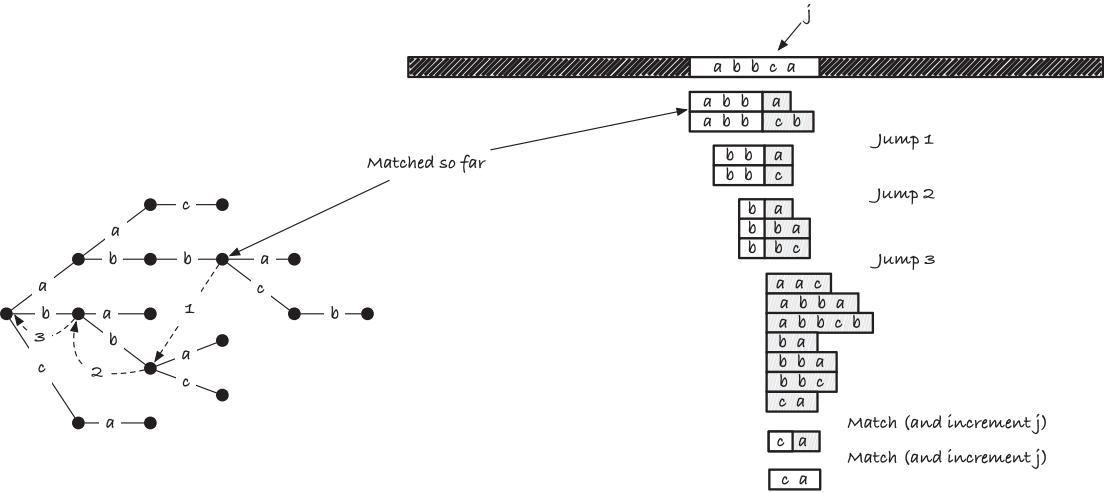 j
a b b c a
a b b a
a b b c b
Jump 1
b b a
b b c
Matched so far
Jump 2
b a
b b a
b b c
Jump 3
a a c
a b b a
a b b c b
b a
b b a
b b c
c a
Match (and increment j)
c a
Match (and increment j)
c a
a c
a b b a
1 c
b a b
3 b a
c 2 c
a